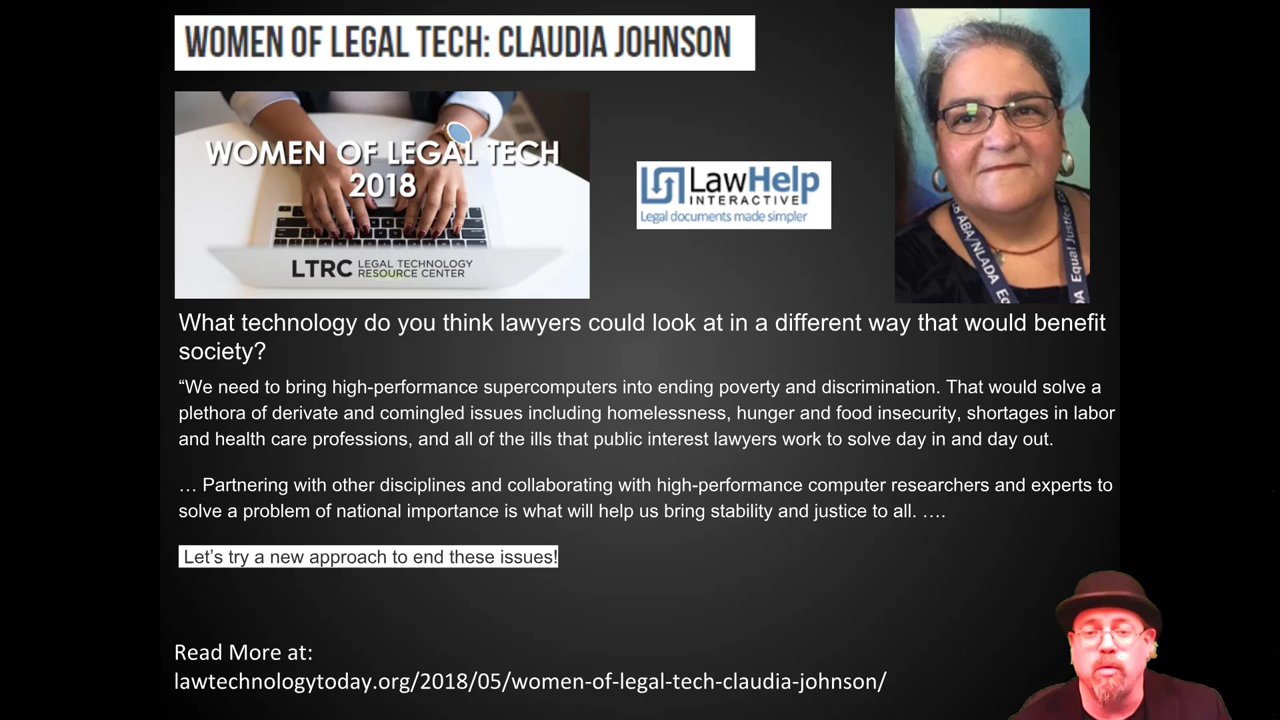 WOMEN OF LEGAL TECH: CLAUDIA JOHNSON
WOMEN OF LEGAL TECH
2018
LTRC LEGAL TECHNOLOGY
RESOURCE CENTER
LawHelp
INTERACTIVE
Legal documents made simpler
8 ABA/NLADA
Equal Justice
What technology do you think lawyers could look at in a different way that would benefit
society?
“We need to bring high-performance supercomputers into ending poverty and discrimination. That would solve a
plethora of derivate and comingled issues including homelessness, hunger and food insecurity, shortages in labor
and health care professions, and all of the ills that public interest lawyers work to solve day in and day out.
… Partnering with other disciplines and collaborating with high-performance computer researchers and experts to
solve a problem of national importance is what will help us bring stability and justice to all. ….
Let’s try a new approach to end these issues!
Read More at:
lawtechnologytoday.org/2018/05/women-of-legal-tech-claudia-johnson/